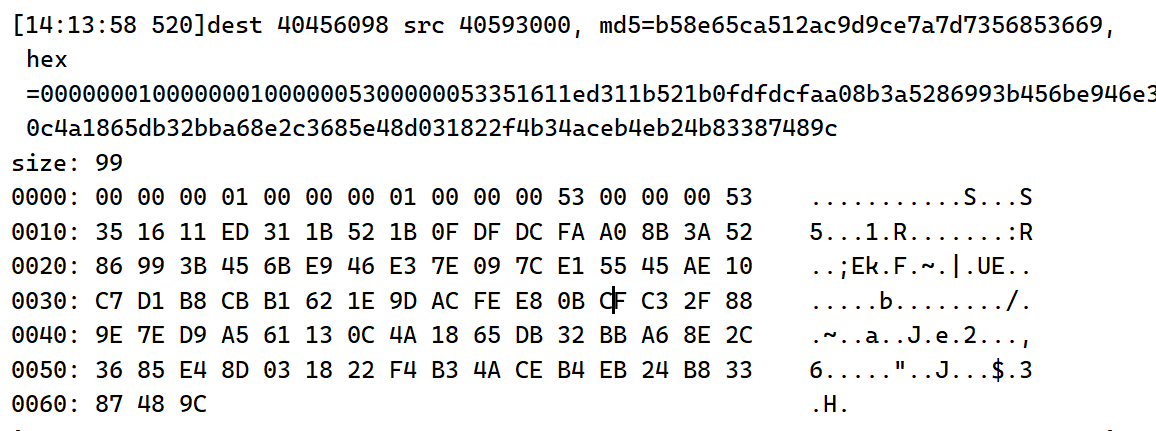 [14:13:58 520]dest 40456098 src 40593000, md5=b58e65ca512ac9d9ce7a7d7356853669,
hex
=00000001000000010000005300000053351611ed311b521b0fdfdcfaa08b3a5286993b456be946e3
0c4a1865db32bba68e2c3685e48d031822f4b34aceb4eb24b83387489c
size: 99
0000: 00 00 00 01 00 00 00 01 00 00 00 53 00 00 00 53    ...........S...S
0010: 35 16 11 ED 31 1B 52 1B 0F DF DC FA A0 8B 3A 52    5...1.R.......:R
0020: 86 99 3B 45 6B E9 46 E3 7E 09 7C E1 55 45 AE 10    ..;Ek.F.~.|.UE..
0030: C7 D1 B8 CB B1 62 1E 9D AC FE E8 0B CF C3 2F 88    .....b......../.
0040: 9E 7E D9 A5 61 13 0C 4A 18 65 DB 32 BB A6 8E 2C    .~..a..J.e.2...,
0050: 36 85 E4 8D 03 18 22 F4 B3 4A CE B4 EB 24 B8 33    6....."..J...$.3
0060: 87 48 9C                                           .H.